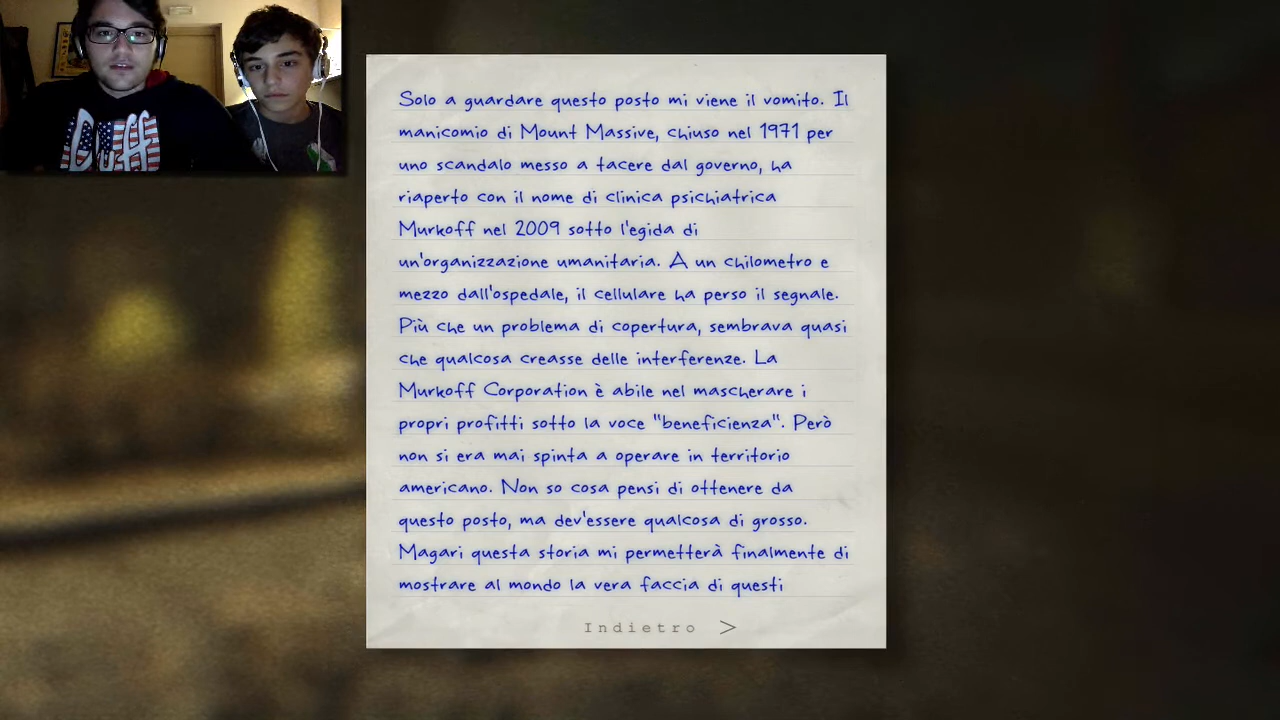 Solo a guardare questo posto mi viene il vomito. Il
manicomio di Mount Massive, chiuso nel 1971 per
uno scandalo messo a tacere dal governo, ha
riaperto con il nome di clinica psichiatrica
Murkoff nel 2009 sotto l'egida di
un'organizzazione umanitaria. A un chilometro e
mezzo dall'ospedale, il cellulare ha perso il segnale.
Più che un problema di copertura, sembrava quasi
che qualcosa creasse delle interferenze. La
Murkoff Corporation è abile nel mascherare i
propri profitti sotto la voce "beneficienza". Però
non si era mai spinta a operare in territorio
americano. Non so cosa pensi di ottenere da
questo posto, ma dev'essere qualcosa di grosso.
Magari questa storia mi permetterà finalmente di
mostrare al mondo la vera faccia di questi
Indietro >